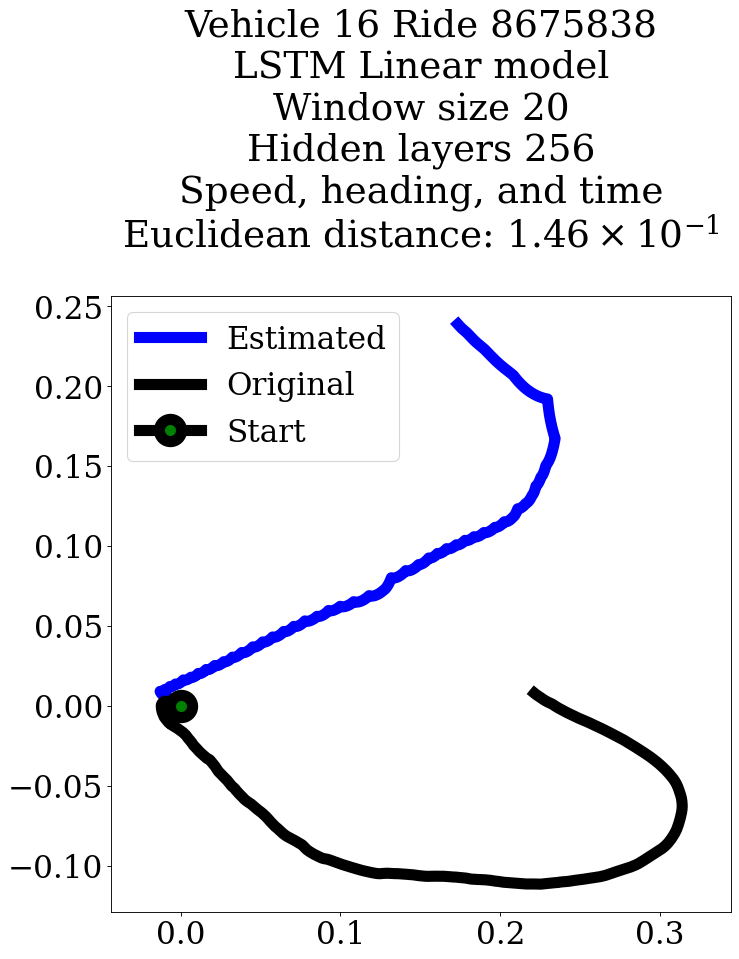 Vehicle 16 Ride 8675838
LSTM Linear model
Window size 20
Hidden layers 256
Speed, heading, and time
Euclidean distance: 1.46 × 10⁻¹
Estimated
Original
Start
0.25
0.20
0.15
0.10
0.05
0.00
−0.05
−0.10
0.0 0.1 0.2 0.3